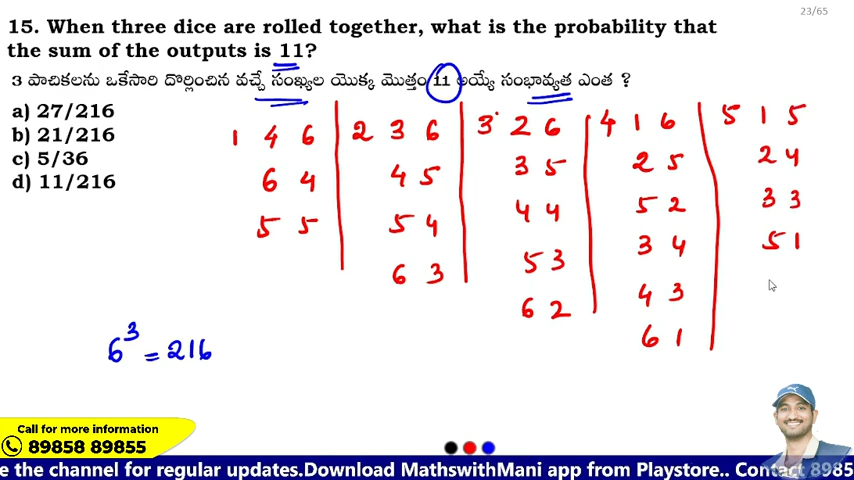 23/65
15. When three dice are rolled together, what is the probability that
the sum of the outputs is 11?
3 పాచికలను ఒకేసారి దొర్లించిన వచ్చే సంఖ్యల యొక్క మొత్తం 11 అయ్యే సంభావ్యత ఎంత ?
a) 27/216
b) 21/216
c) 5/36
d) 11/216
1 4 6
6 4
5 5
2 3 6
4 5
5 4
6 3
3 2 6
3 5
4 4
5 3
6 2
4 1 6
2 5
5 2
3 4
4 3
6 1
5 1 5
2 4
3 3
5 1
6³ = 216
Call for more information
89858 89855
e the channel for regular updates.Download MathswithMani app from Playstore.. Contact 8985